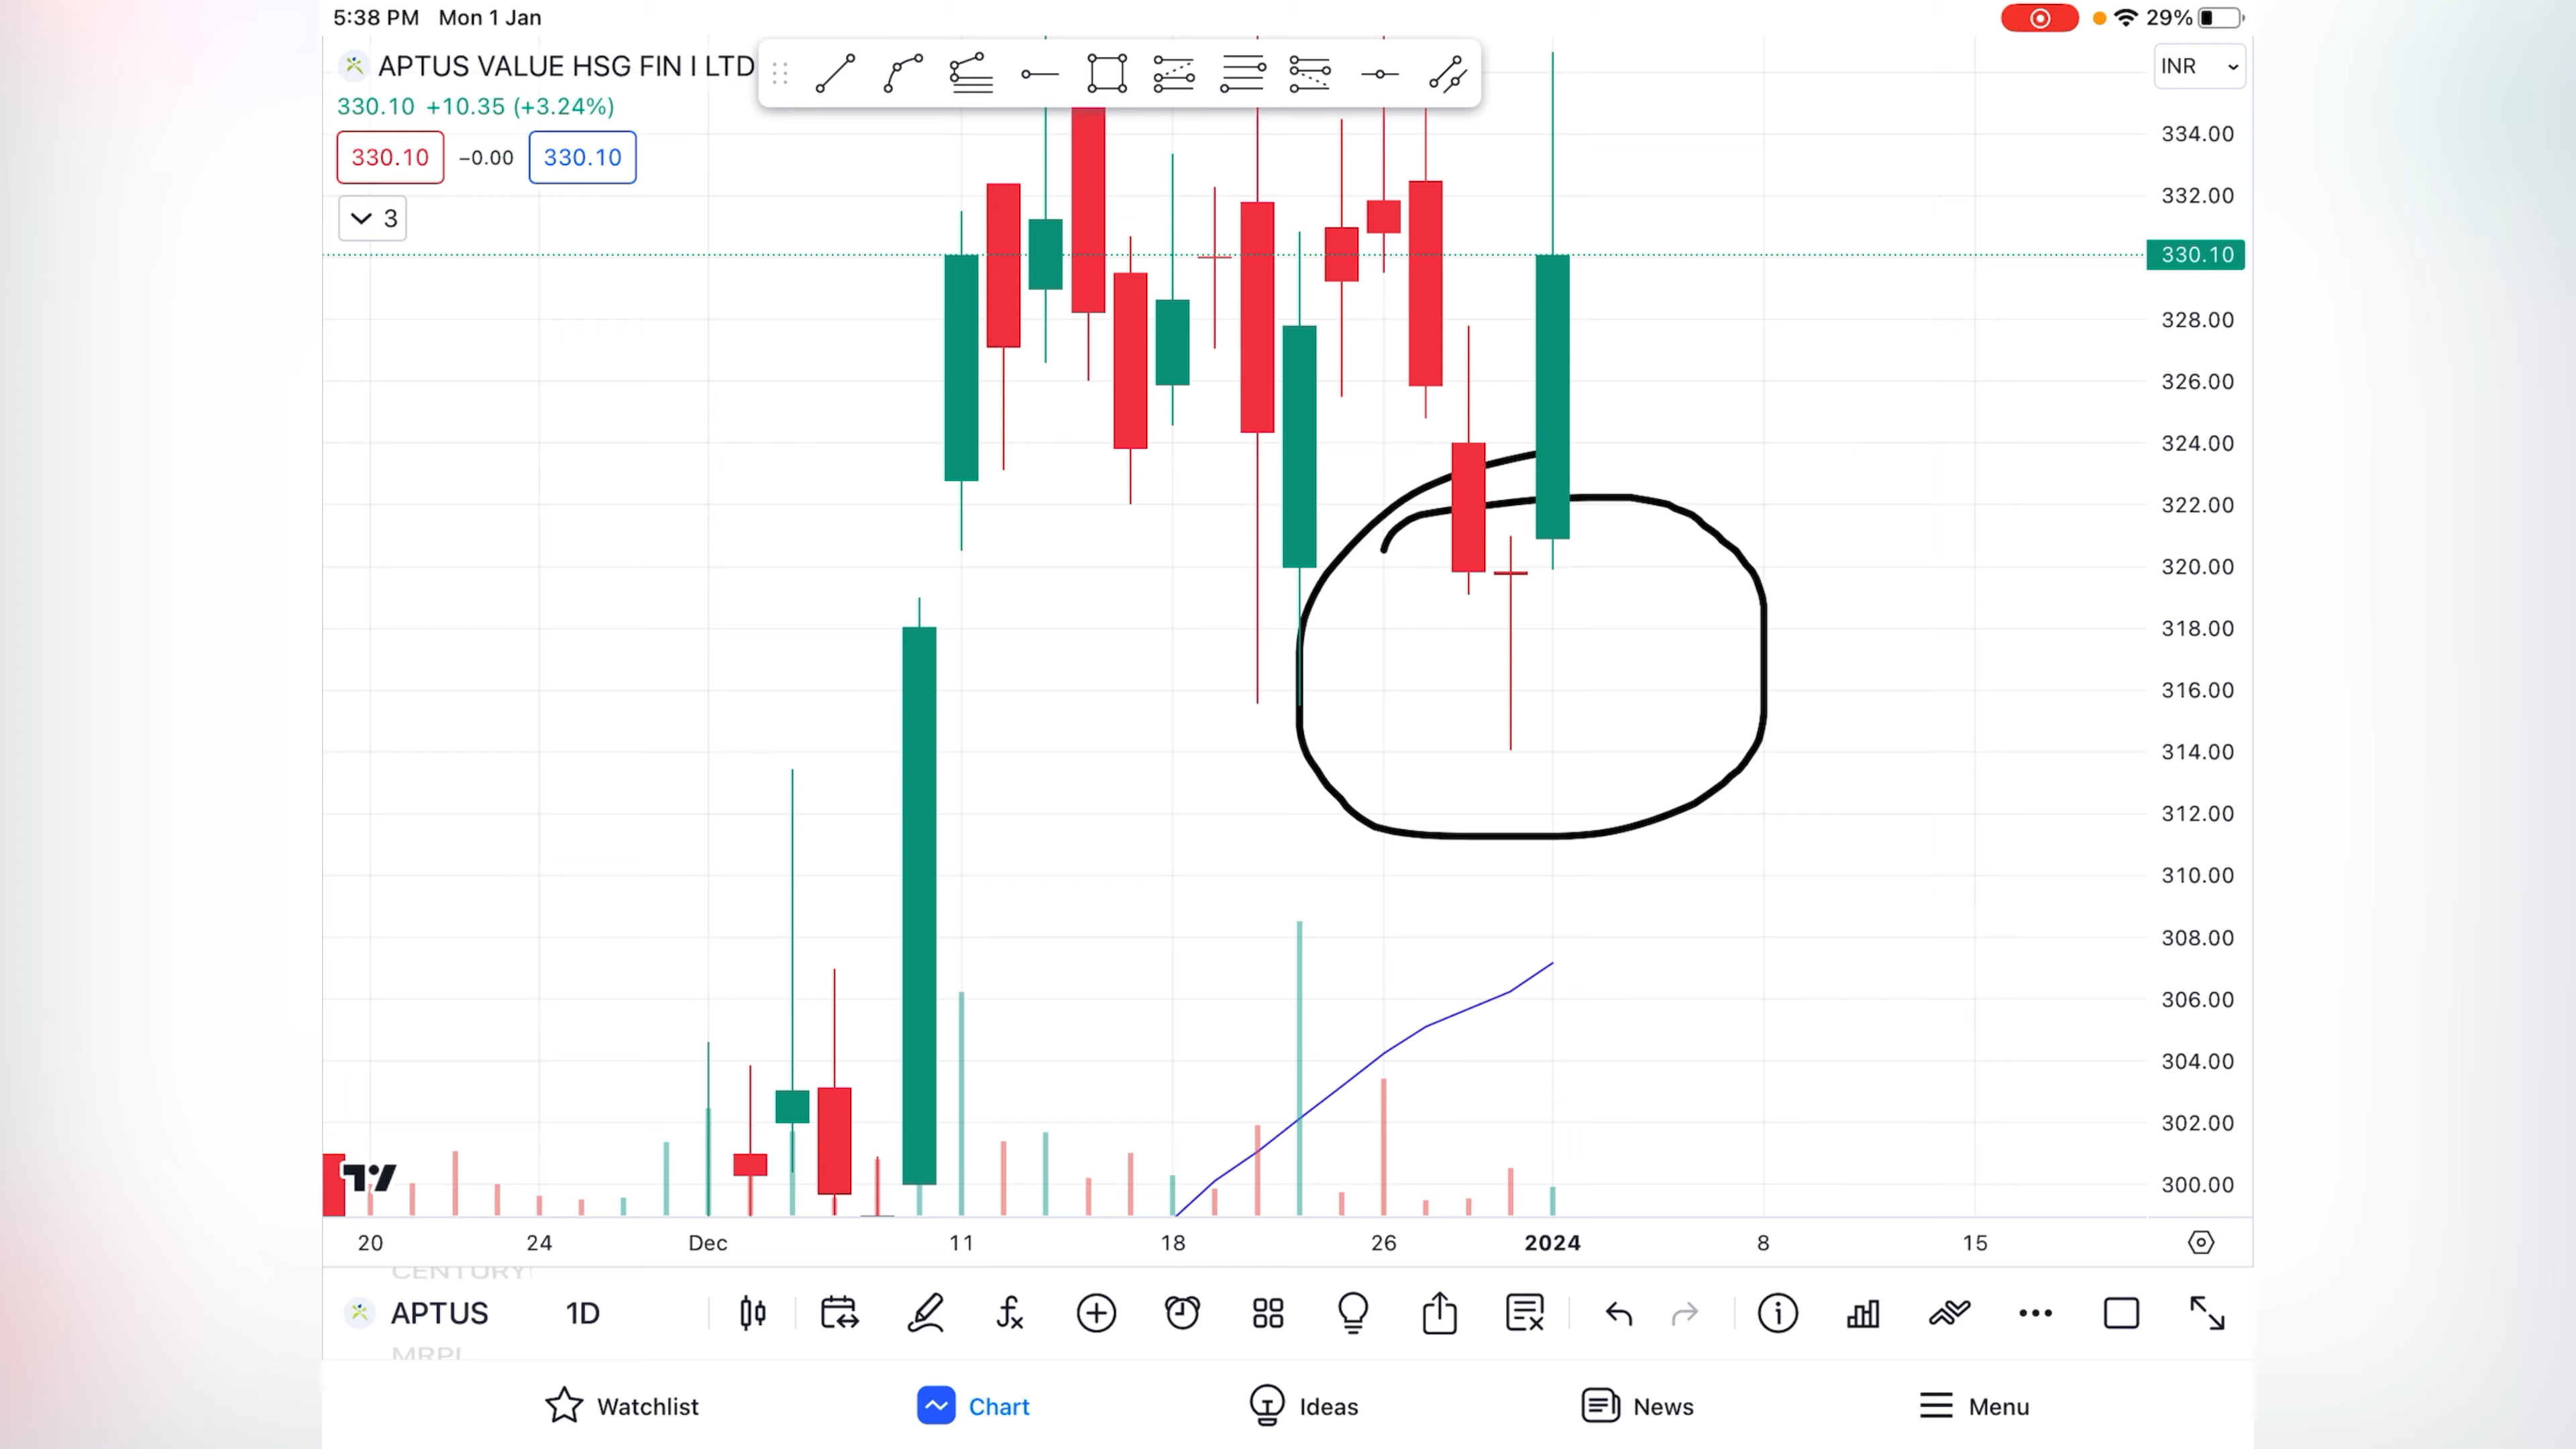 5:38 PM Mon 1 Jan
29%
APTUS VALUE HSG FIN I LTD
INR
330.10 +10.35 (+3.24%)
330.10 −0.00 330.10
3
334.00
332.00
330.10
328.00
326.00
324.00
322.00
320.00
318.00
316.00
314.00
312.00
310.00
308.00
306.00
304.00
302.00
300.00
20 24 Dec 11 18 26 2024 8 15
CENTURY
APTUS 1D
MRPL
Watchlist Chart Ideas News Menu